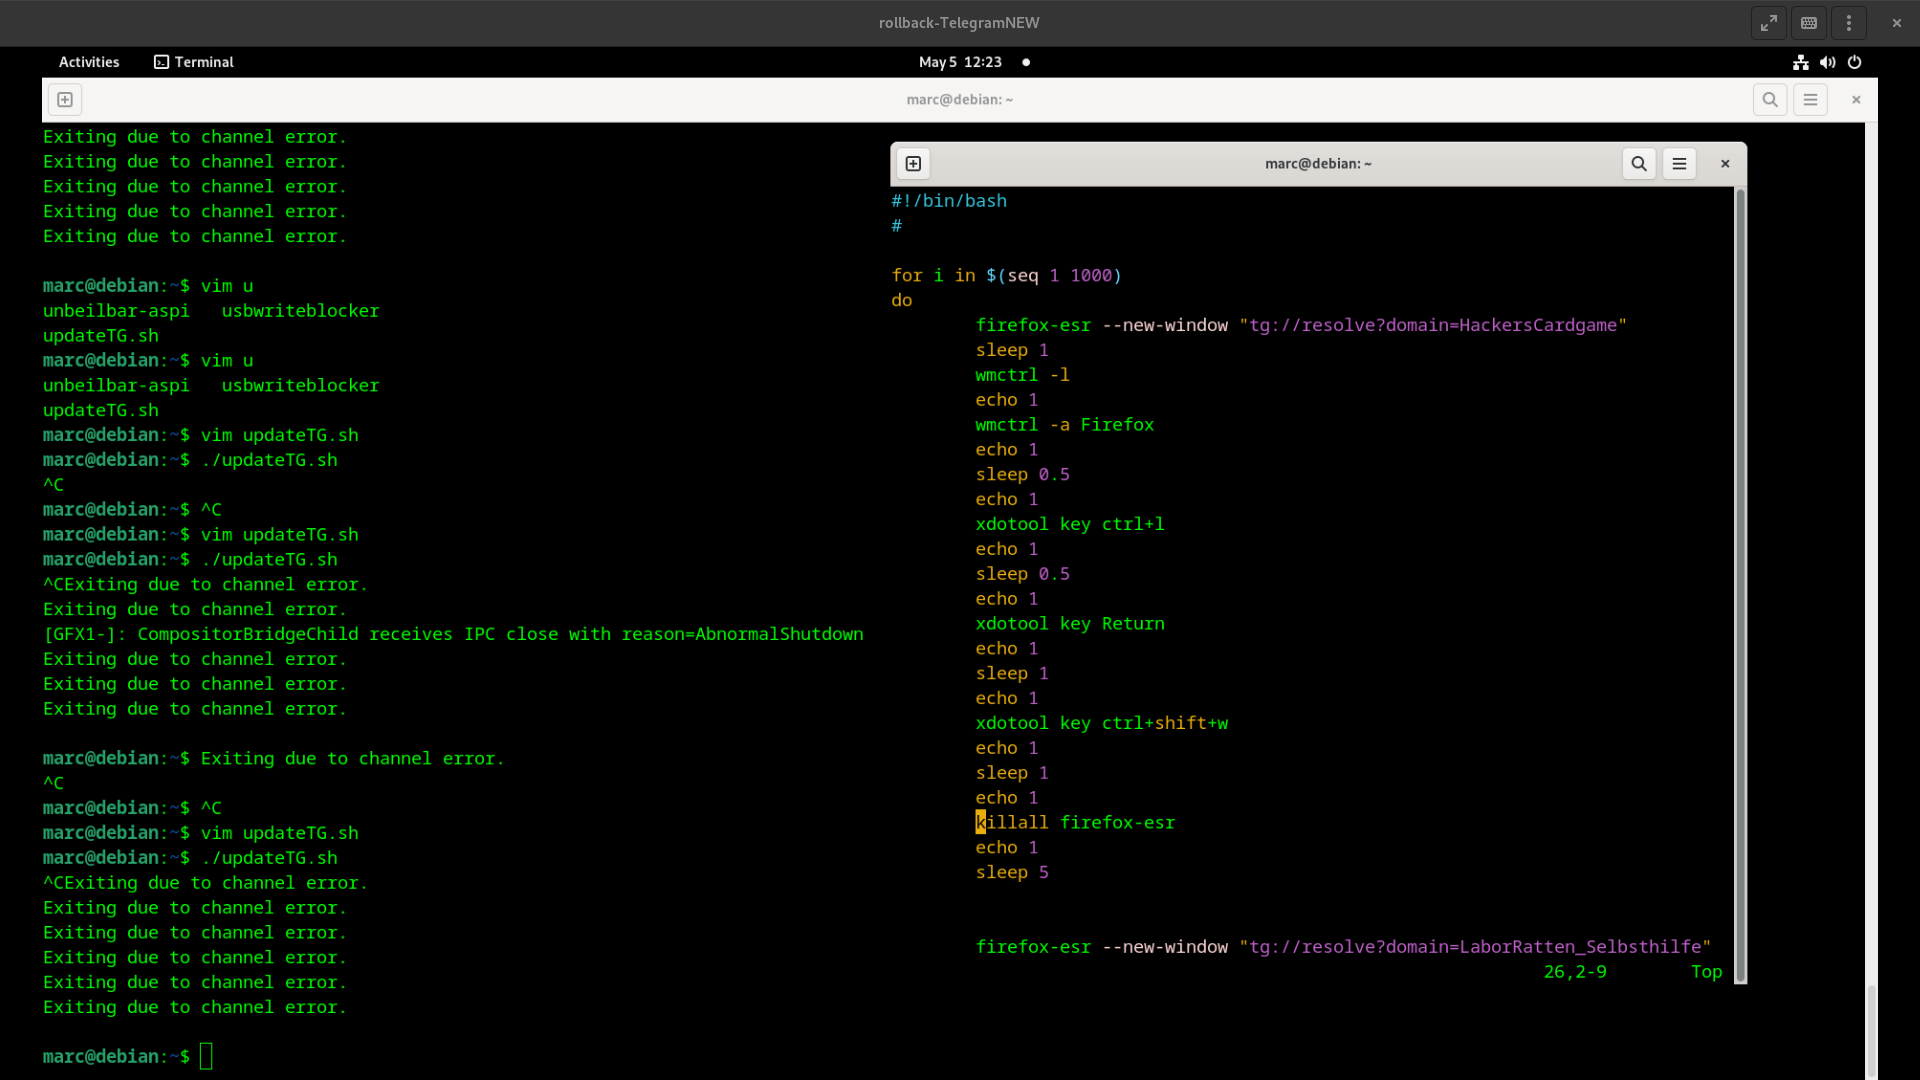 rollback-TelegramNEW
Activities Terminal May 5 12:23
marc@debian: ~
Exiting due to channel error.
Exiting due to channel error.
Exiting due to channel error.
Exiting due to channel error.
Exiting due to channel error.
marc@debian:~$ vim u
unbeilbar-aspi usbwriteblocker
updateTG.sh
marc@debian:~$ vim u
unbeilbar-aspi usbwriteblocker
updateTG.sh
marc@debian:~$ vim updateTG.sh
marc@debian:~$ ./updateTG.sh
^C
marc@debian:~$ ^C
marc@debian:~$ vim updateTG.sh
marc@debian:~$ ./updateTG.sh
^CExiting due to channel error.
Exiting due to channel error.
[GFX1-]: CompositorBridgeChild receives IPC close with reason=AbnormalShutdown
Exiting due to channel error.
Exiting due to channel error.
Exiting due to channel error.
marc@debian:~$ Exiting due to channel error.
^C
marc@debian:~$ ^C
marc@debian:~$ vim updateTG.sh
marc@debian:~$ ./updateTG.sh
^CExiting due to channel error.
Exiting due to channel error.
Exiting due to channel error.
Exiting due to channel error.
Exiting due to channel error.
Exiting due to channel error.
marc@debian:~$
marc@debian: ~
#!/bin/bash
#
for i in $(seq 1 1000)
do
firefox-esr --new-window "tg://resolve?domain=HackersCardgame"
sleep 1
wmctrl -l
echo 1
wmctrl -a Firefox
echo 1
sleep 0.5
echo 1
xdotool key ctrl+l
echo 1
sleep 0.5
echo 1
xdotool key Return
echo 1
sleep 1
echo 1
xdotool key ctrl+shift+w
echo 1
sleep 1
echo 1
killall firefox-esr
echo 1
sleep 5
firefox-esr --new-window "tg://resolve?domain=LaborRatten_Selbsthilfe"
26,2-9 Top